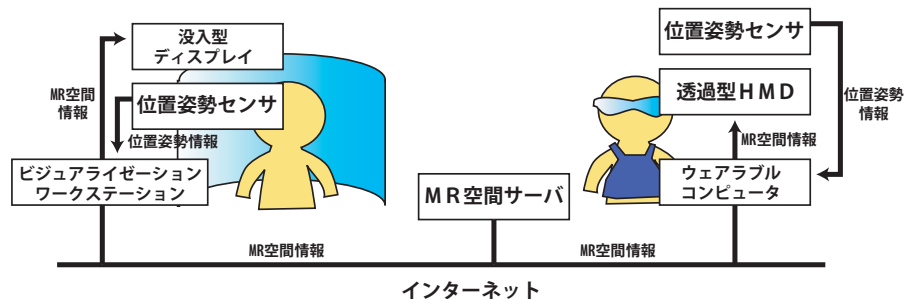 没入型
ディスプレイ
位置姿勢センサ
MR空間
情報
位置姿勢情報
ビジュアライゼーション
ワークステーション
MR空間情報
MR空間サーバ
位置姿勢センサ
透過型HMD
位置姿勢
情報
MR空間情報
ウェアラブル
コンピュータ
MR空間情報
インターネット